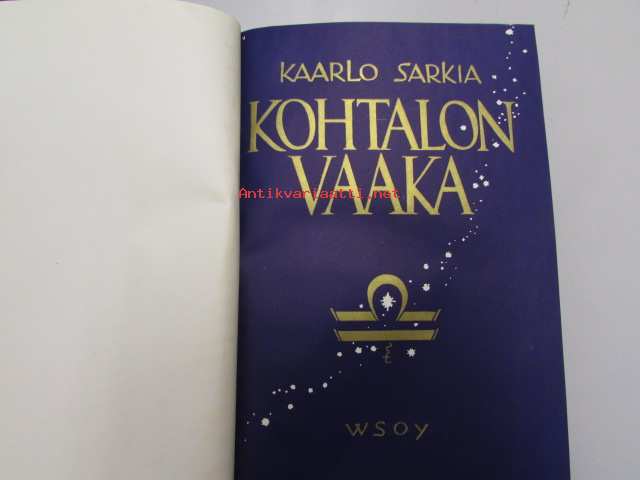 KAARLO SARKIA
KOHTALON
Antikvariaatti.net
VAAKA
WSOY